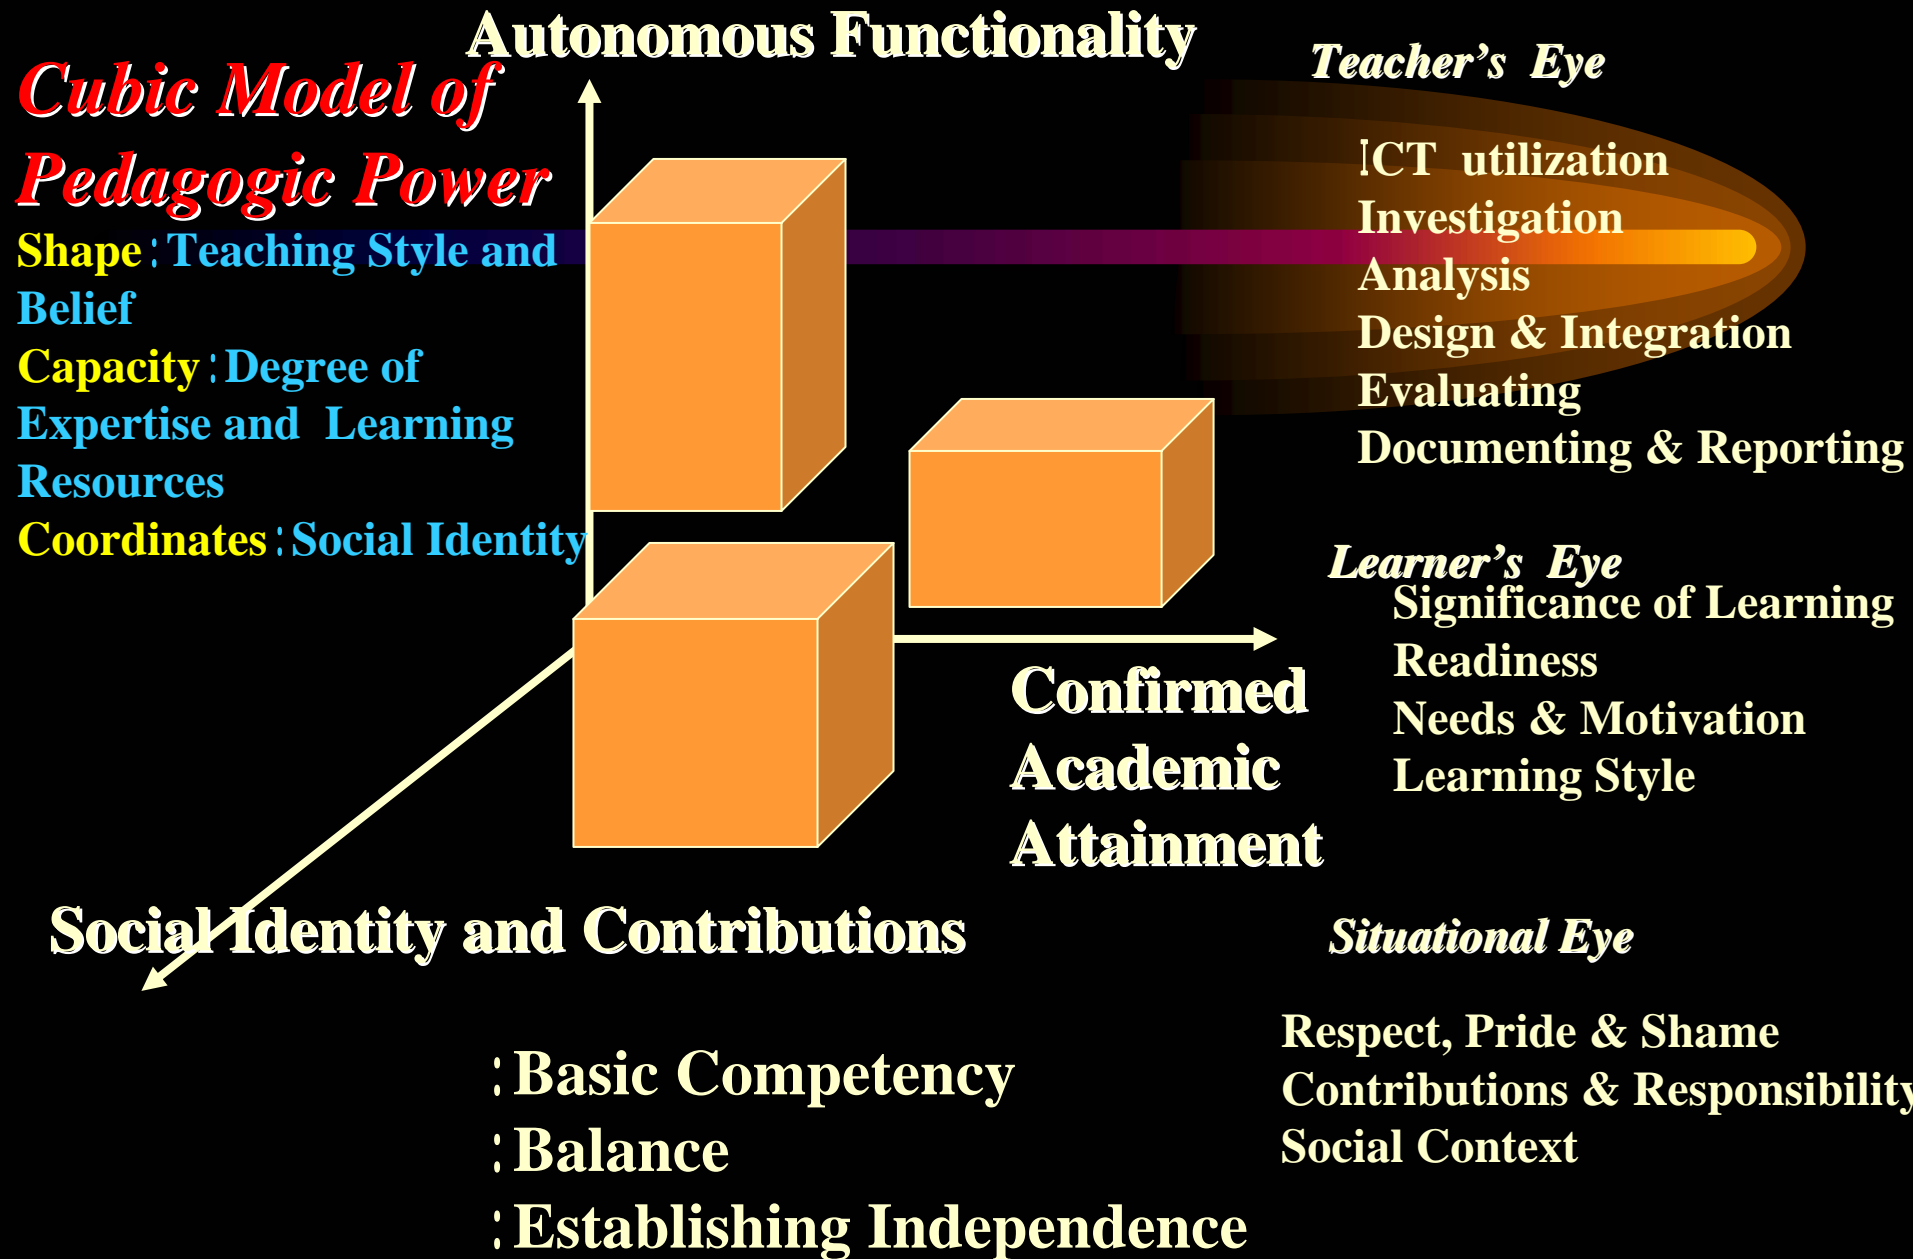 Autonomous Functionality
Cubic Model of
Pedagogic Power
Shape:Teaching Style and
Belief
Capacity:Degree of
Expertise and Learning
Resources
Coordinates:Social Identity
Teacher's Eye
ICT utilization
Investigation
Analysis
Design & Integration
Evaluating
Documenting & Reporting
Learner's Eye
Significance of Learning
Readiness
Needs & Motivation
Learning Style
Confirmed
Academic
Attainment
Social Identity and Contributions
Situational Eye
Respect, Pride & Shame
Contributions & Responsibility
Social Context
:Basic Competency
:Balance
:Establishing Independence